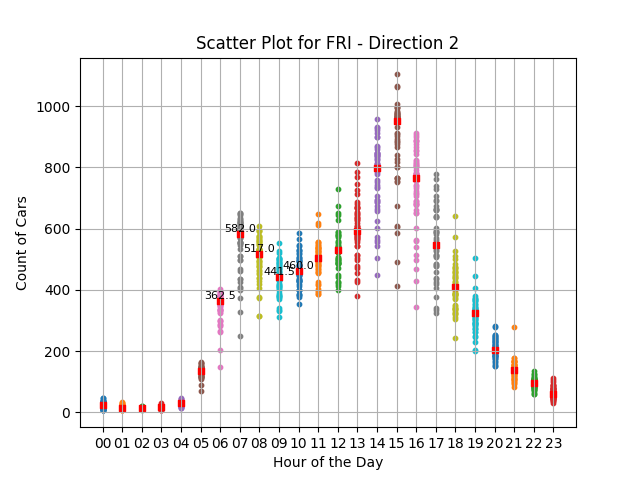 Scatter Plot for FRI - Direction 2
Count of Cars
1000
800
600
400
200
0
582.0
517.0
441.5
460.0
362.5
00 01 02 03 04 05 06 07 08 09 10 11 12 13 14 15 16 17 18 19 20 21 22 23
Hour of the Day